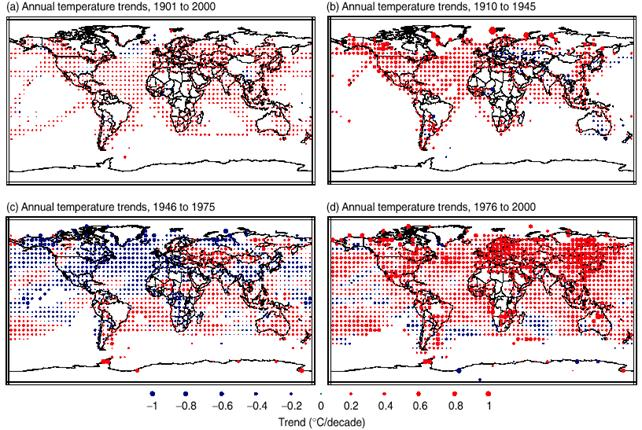 (a) Annual temperature trends, 1901 to 2000
(b) Annual temperature trends, 1910 to 1945
(c) Annual temperature trends, 1946 to 1975
(d) Annual temperature trends, 1976 to 2000
−1 −0.8 −0.6 −0.4 −0.2 0 0.2 0.4 0.6 0.8 1
Trend (°C/decade)